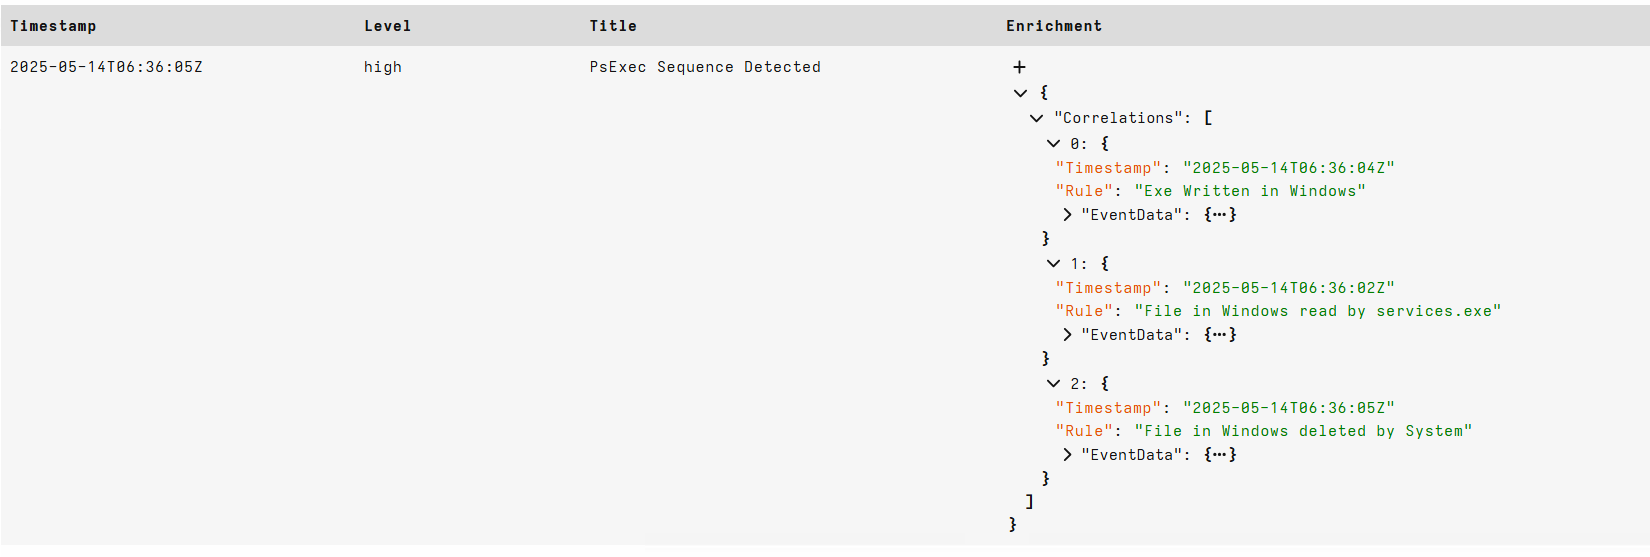 Timestamp Level Title Enrichment
2025-05-14T06:36:05Z high PsExec Sequence Detected +
{
"Correlations": [
0: {
"Timestamp": "2025-05-14T06:36:04Z"
"Rule": "Exe Written in Windows"
"EventData": {···}
}
1: {
"Timestamp": "2025-05-14T06:36:02Z"
"Rule": "File in Windows read by services.exe"
"EventData": {···}
}
2: {
"Timestamp": "2025-05-14T06:36:05Z"
"Rule": "File in Windows deleted by System"
"EventData": {···}
}
]
}